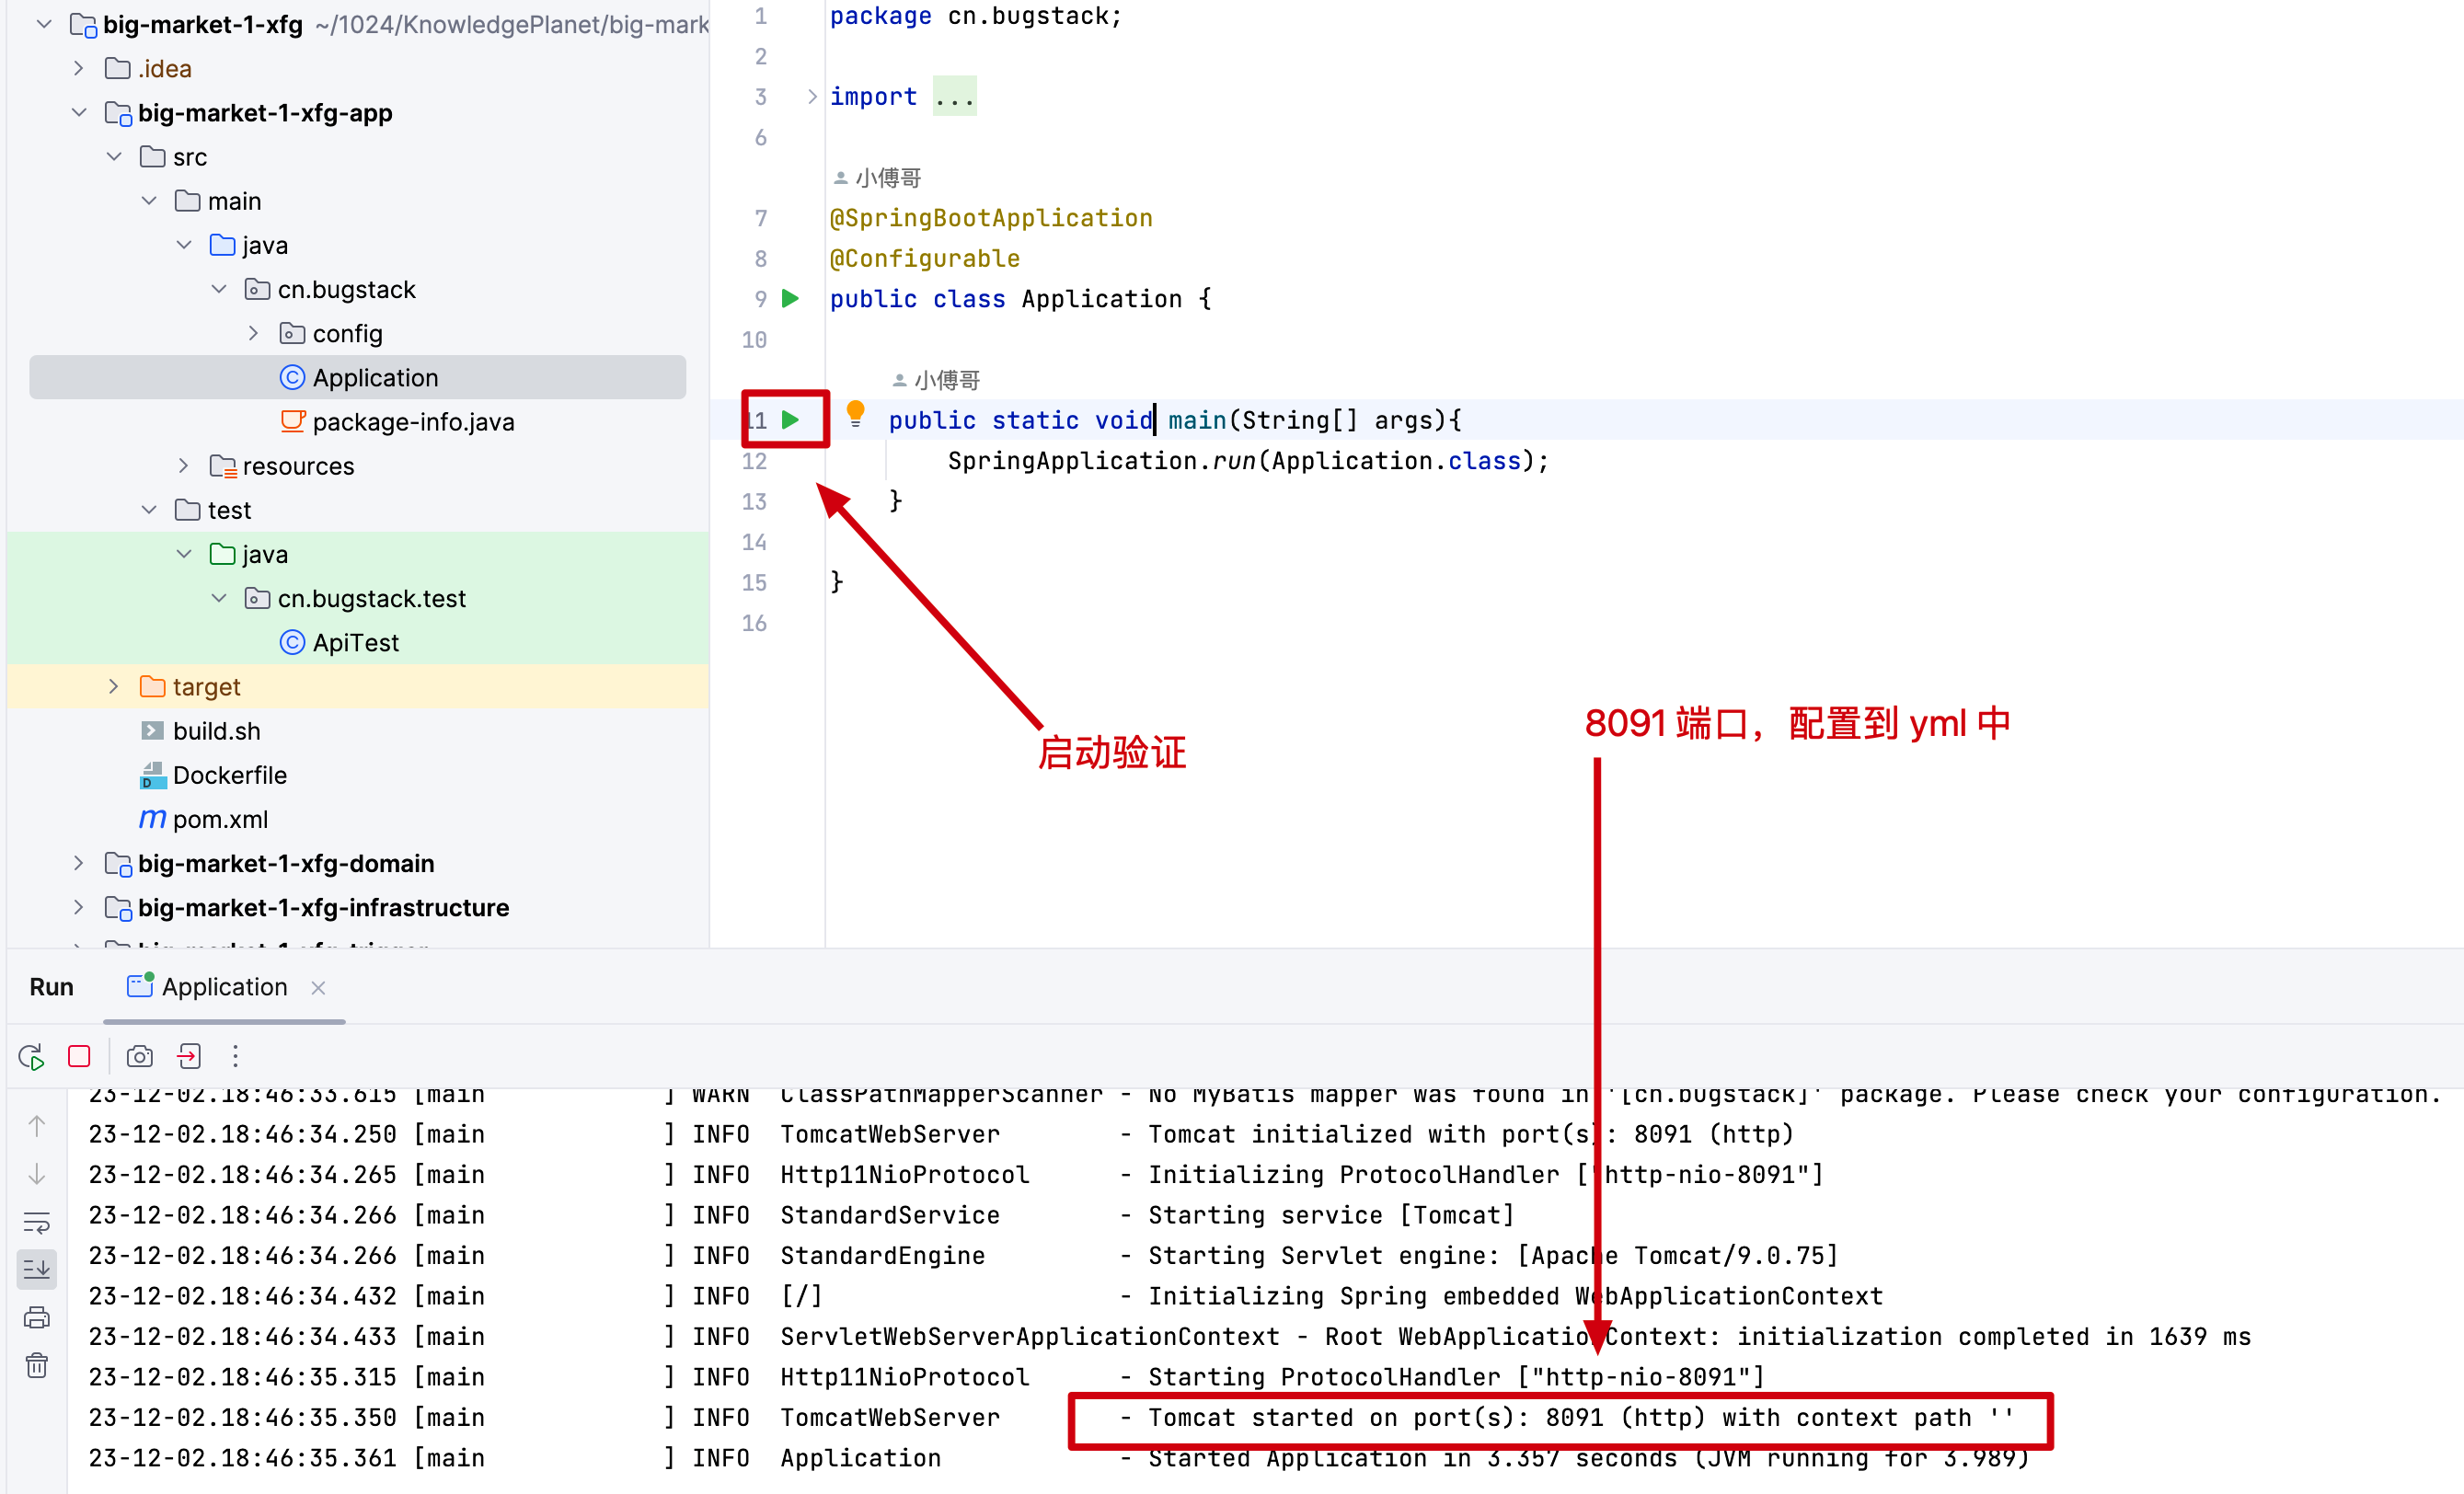 big-market-1-xfg ~/1024/KnowledgePlanet/big-mark
.idea
big-market-1-xfg-app
src
main
java
cn.bugstack
config
Application
package-info.java
resources
test
java
cn.bugstack.test
ApiTest
target
build.sh
Dockerfile
m pom.xml
big-market-1-xfg-domain
big-market-1-xfg-infrastructure
big-market-1-xfg-trigger
1 package cn.bugstack;
2
3 import ...
6
小傅哥
7 @SpringBootApplication
8 @Configurable
9 public class Application {
10
小傅哥
11 public static void main(String[] args){
12 SpringApplication.run(Application.class);
13 }
14
15 }
16
启动验证
8091 端口，配置到 yml 中
Run Application
23-12-02.18:46:33.615 [main ] WARN ClassPathMapperScanner - No MyBatis mapper was found in '[cn.bugstack]' package. Please check your configuration.
23-12-02.18:46:34.250 [main ] INFO TomcatWebServer - Tomcat initialized with port(s): 8091 (http)
23-12-02.18:46:34.265 [main ] INFO Http11NioProtocol - Initializing ProtocolHandler ["http-nio-8091"]
23-12-02.18:46:34.266 [main ] INFO StandardService - Starting service [Tomcat]
23-12-02.18:46:34.266 [main ] INFO StandardEngine - Starting Servlet engine: [Apache Tomcat/9.0.75]
23-12-02.18:46:34.432 [main ] INFO [/] - Initializing Spring embedded WebApplicationContext
23-12-02.18:46:34.433 [main ] INFO ServletWebServerApplicationContext - Root WebApplicationContext: initialization completed in 1639 ms
23-12-02.18:46:35.315 [main ] INFO Http11NioProtocol - Starting ProtocolHandler ["http-nio-8091"]
23-12-02.18:46:35.350 [main ] INFO TomcatWebServer - Tomcat started on port(s): 8091 (http) with context path ''
23-12-02.18:46:35.361 [main ] INFO Application - Started Application in 3.357 seconds (JVM running for 3.989)